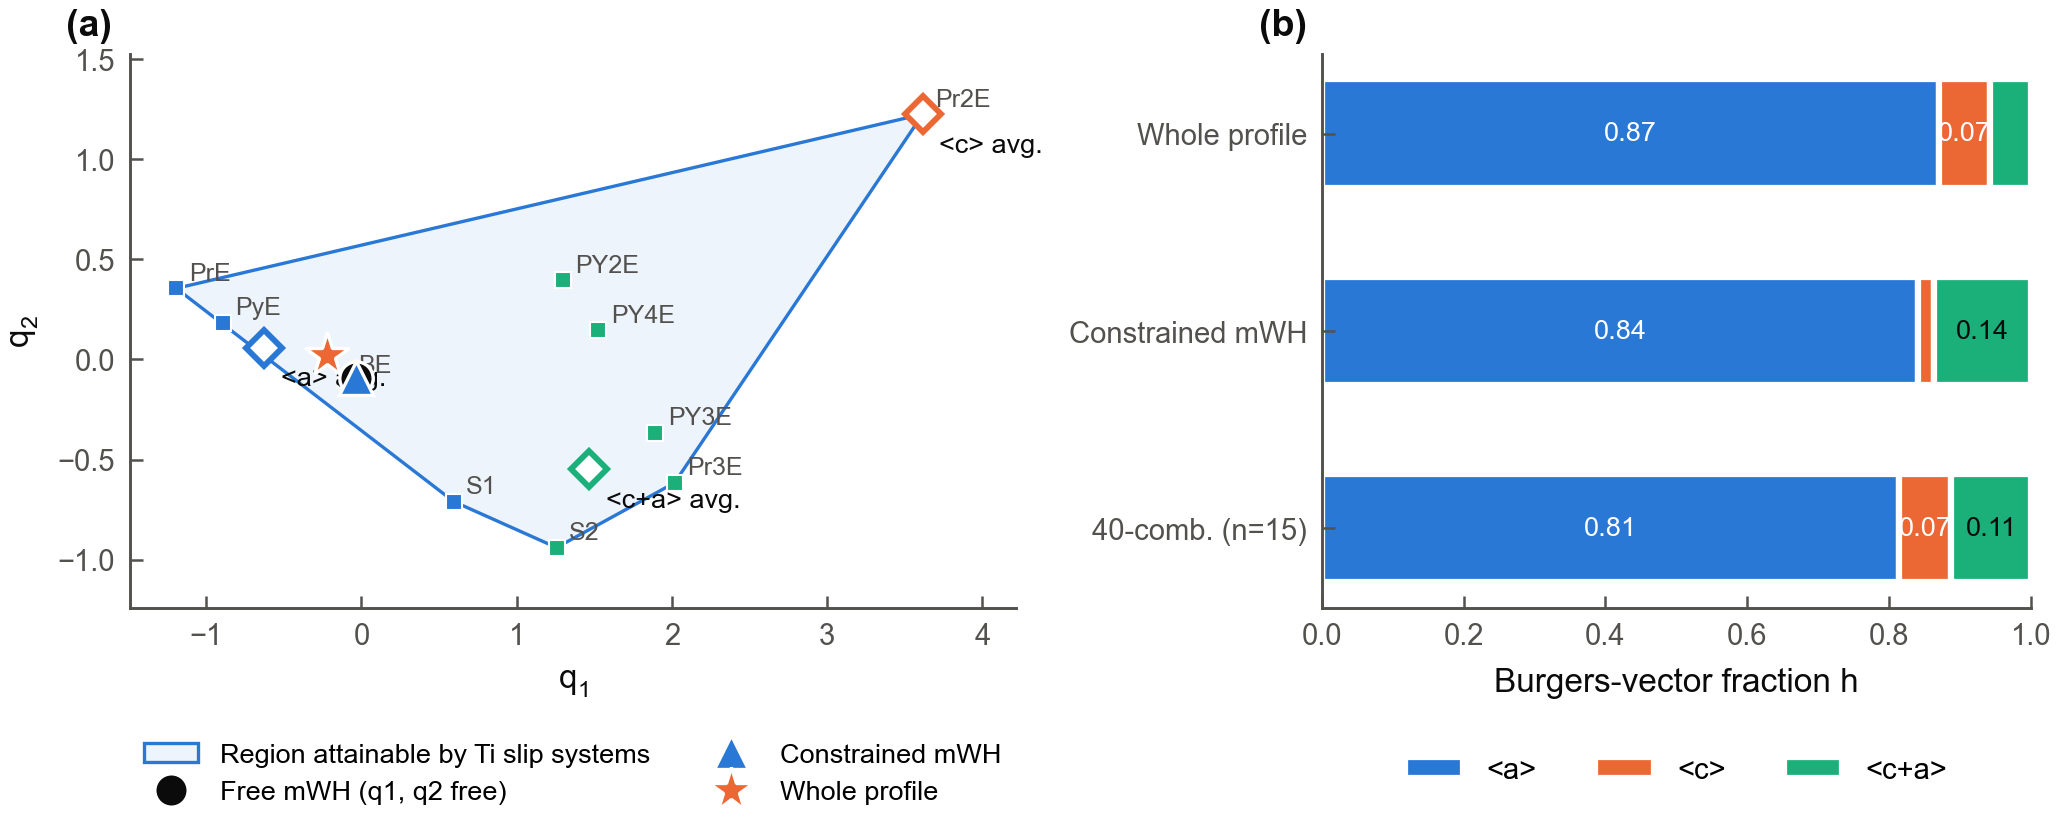 (a)
1.5
1.0
0.5
0.0
−0.5
−1.0
q2
Pr2E
<c> avg.
PrE
PyE
PY2E
PY4E
BE
<a> avg.
PY3E
Pr3E
S1
<c+a> avg.
S2
−1
0
1
2
3
4
q1
Region attainable by Ti slip systems
Free mWH (q1, q2 free)
Constrained mWH
Whole profile
(b)
Whole profile
0.87
0.07
Constrained mWH
0.84
0.14
40-comb. (n=15)
0.81
0.07
0.11
0.0
0.2
0.4
0.6
0.8
1.0
Burgers-vector fraction h
<a>
<c>
<c+a>